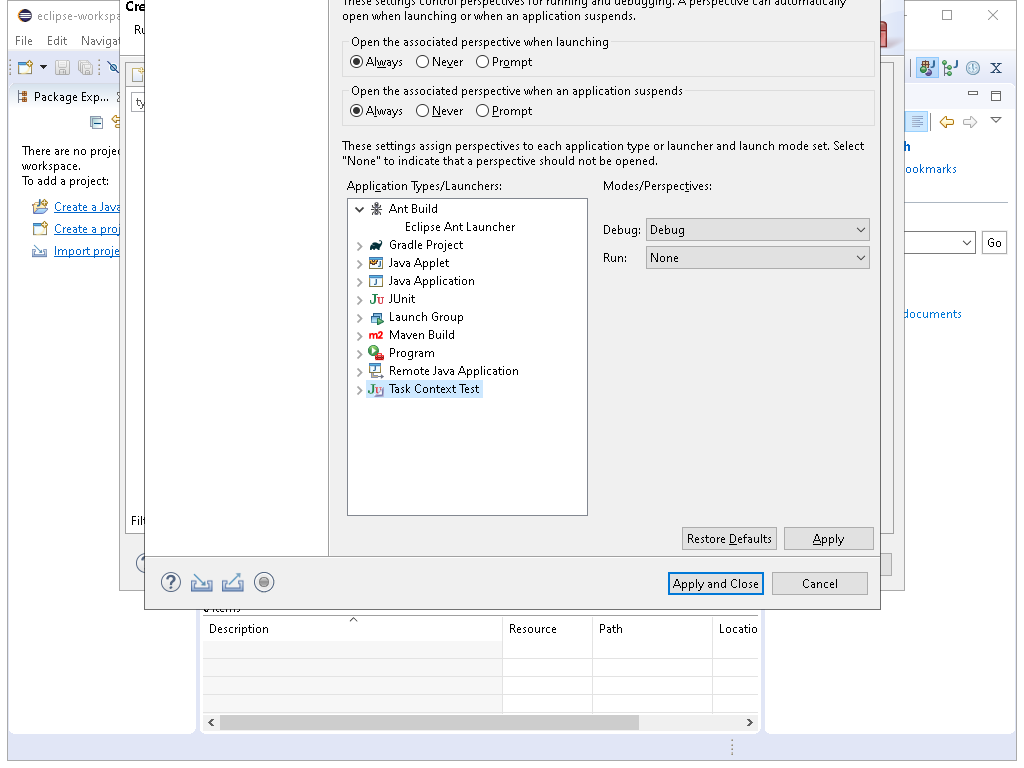 eclipse-workspa
Cre
File Edit Navigat
Ru
These settings control perspectives for running and debugging. A perspective can automatically
open when launching or when an application suspends.
Open the associated perspective when launching
Always Never Prompt
Open the associated perspective when an application suspends
Always Never Prompt
These settings assign perspectives to each application type or launcher and launch mode set. Select
"None" to indicate that a perspective should not be opened.
Application Types/Launchers:
Modes/Perspectives:
Ant Build
Eclipse Ant Launcher
Gradle Project
Java Applet
Java Application
JUnit
Launch Group
Maven Build
Program
Remote Java Application
Task Context Test
Debug: Debug
Run: None
Restore Defaults Apply
Apply and Close Cancel
Package Exp...
ty
There are no proje
workspace.
To add a project:
Create a Java
Create a proj
Import proje
Filt
h
ookmarks
Go
documents
items
Description Resource Path Locatio